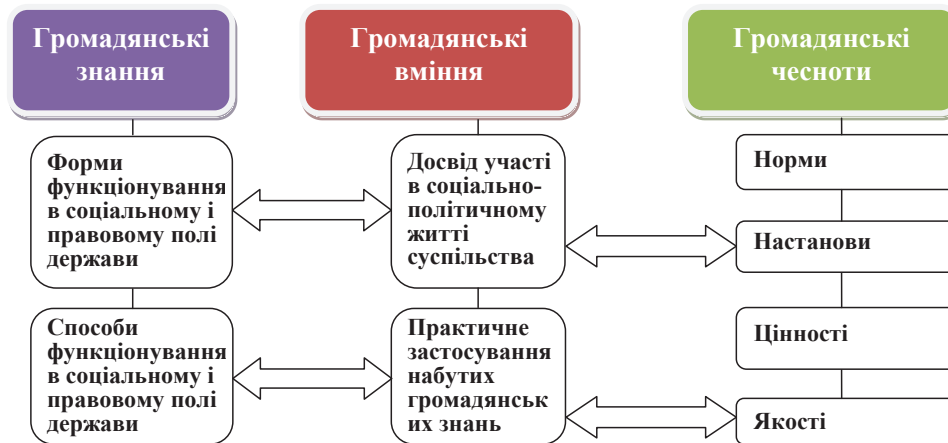 Громадянські
знання
Форми
функціонування
в соціальному і
правовому полі
держави
Способи
функціонування
в соціальному і
правовому полі
держави
Громадянські
вміння
Досвід участі
в соціально-
політичному
житті
суспільства
Практичне
застосування
набутих
громадянськ
их знань
Громадянські
чесноти
Норми
Настанови
Цінності
Якості